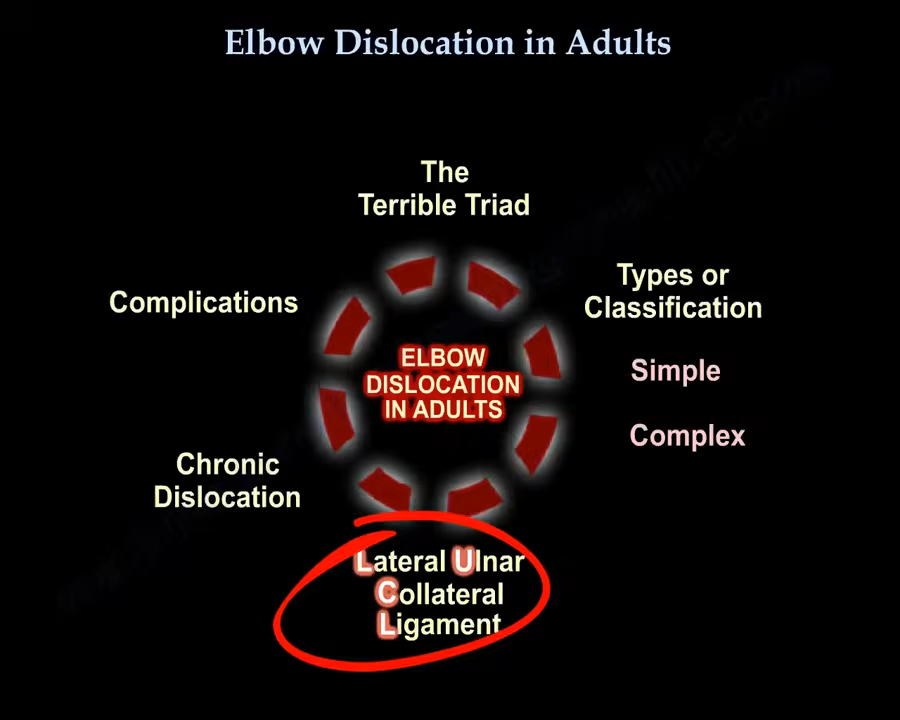 Elbow Dislocation in Adults
The
Terrible Triad
Types or
Classification
Simple
Complex
Complications
ELBOW
DISLOCATION
IN ADULTS
Chronic
Dislocation
Lateral Ulnar
Collateral
Ligament